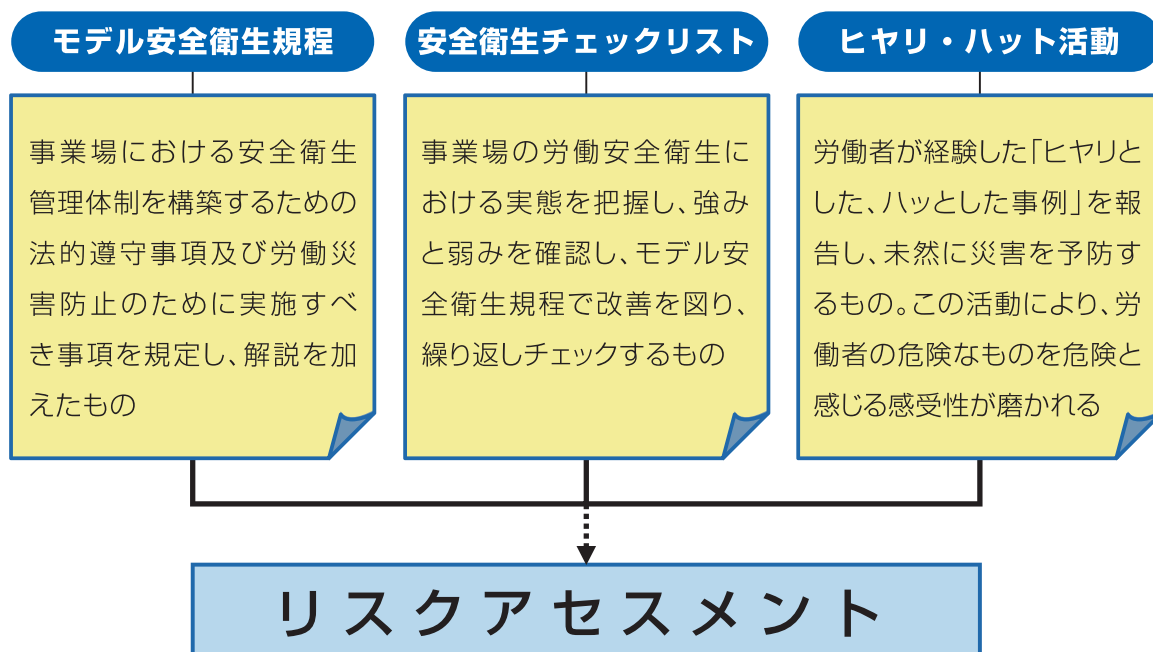 モデル安全衛生規程
事業場における安全衛生
管理体制を構築するための
法的遵守事項及び労働災
害防止のために実施すべ
き事項を規定し、解説を加
えたもの
安全衛生チェックリスト
事業場の労働安全衛生に
おける実態を把握し、強み
と弱みを確認し、モデル安
全衛生規程で改善を図り、
繰り返しチェックするもの
ヒヤリ・ハット活動
労働者が経験した「ヒヤリと
した、ハッとした事例」を報
告し、未然に災害を予防す
るもの。この活動により、労
働者の危険なものを危険と
感じる感受性が磨かれる
リスクアセスメント